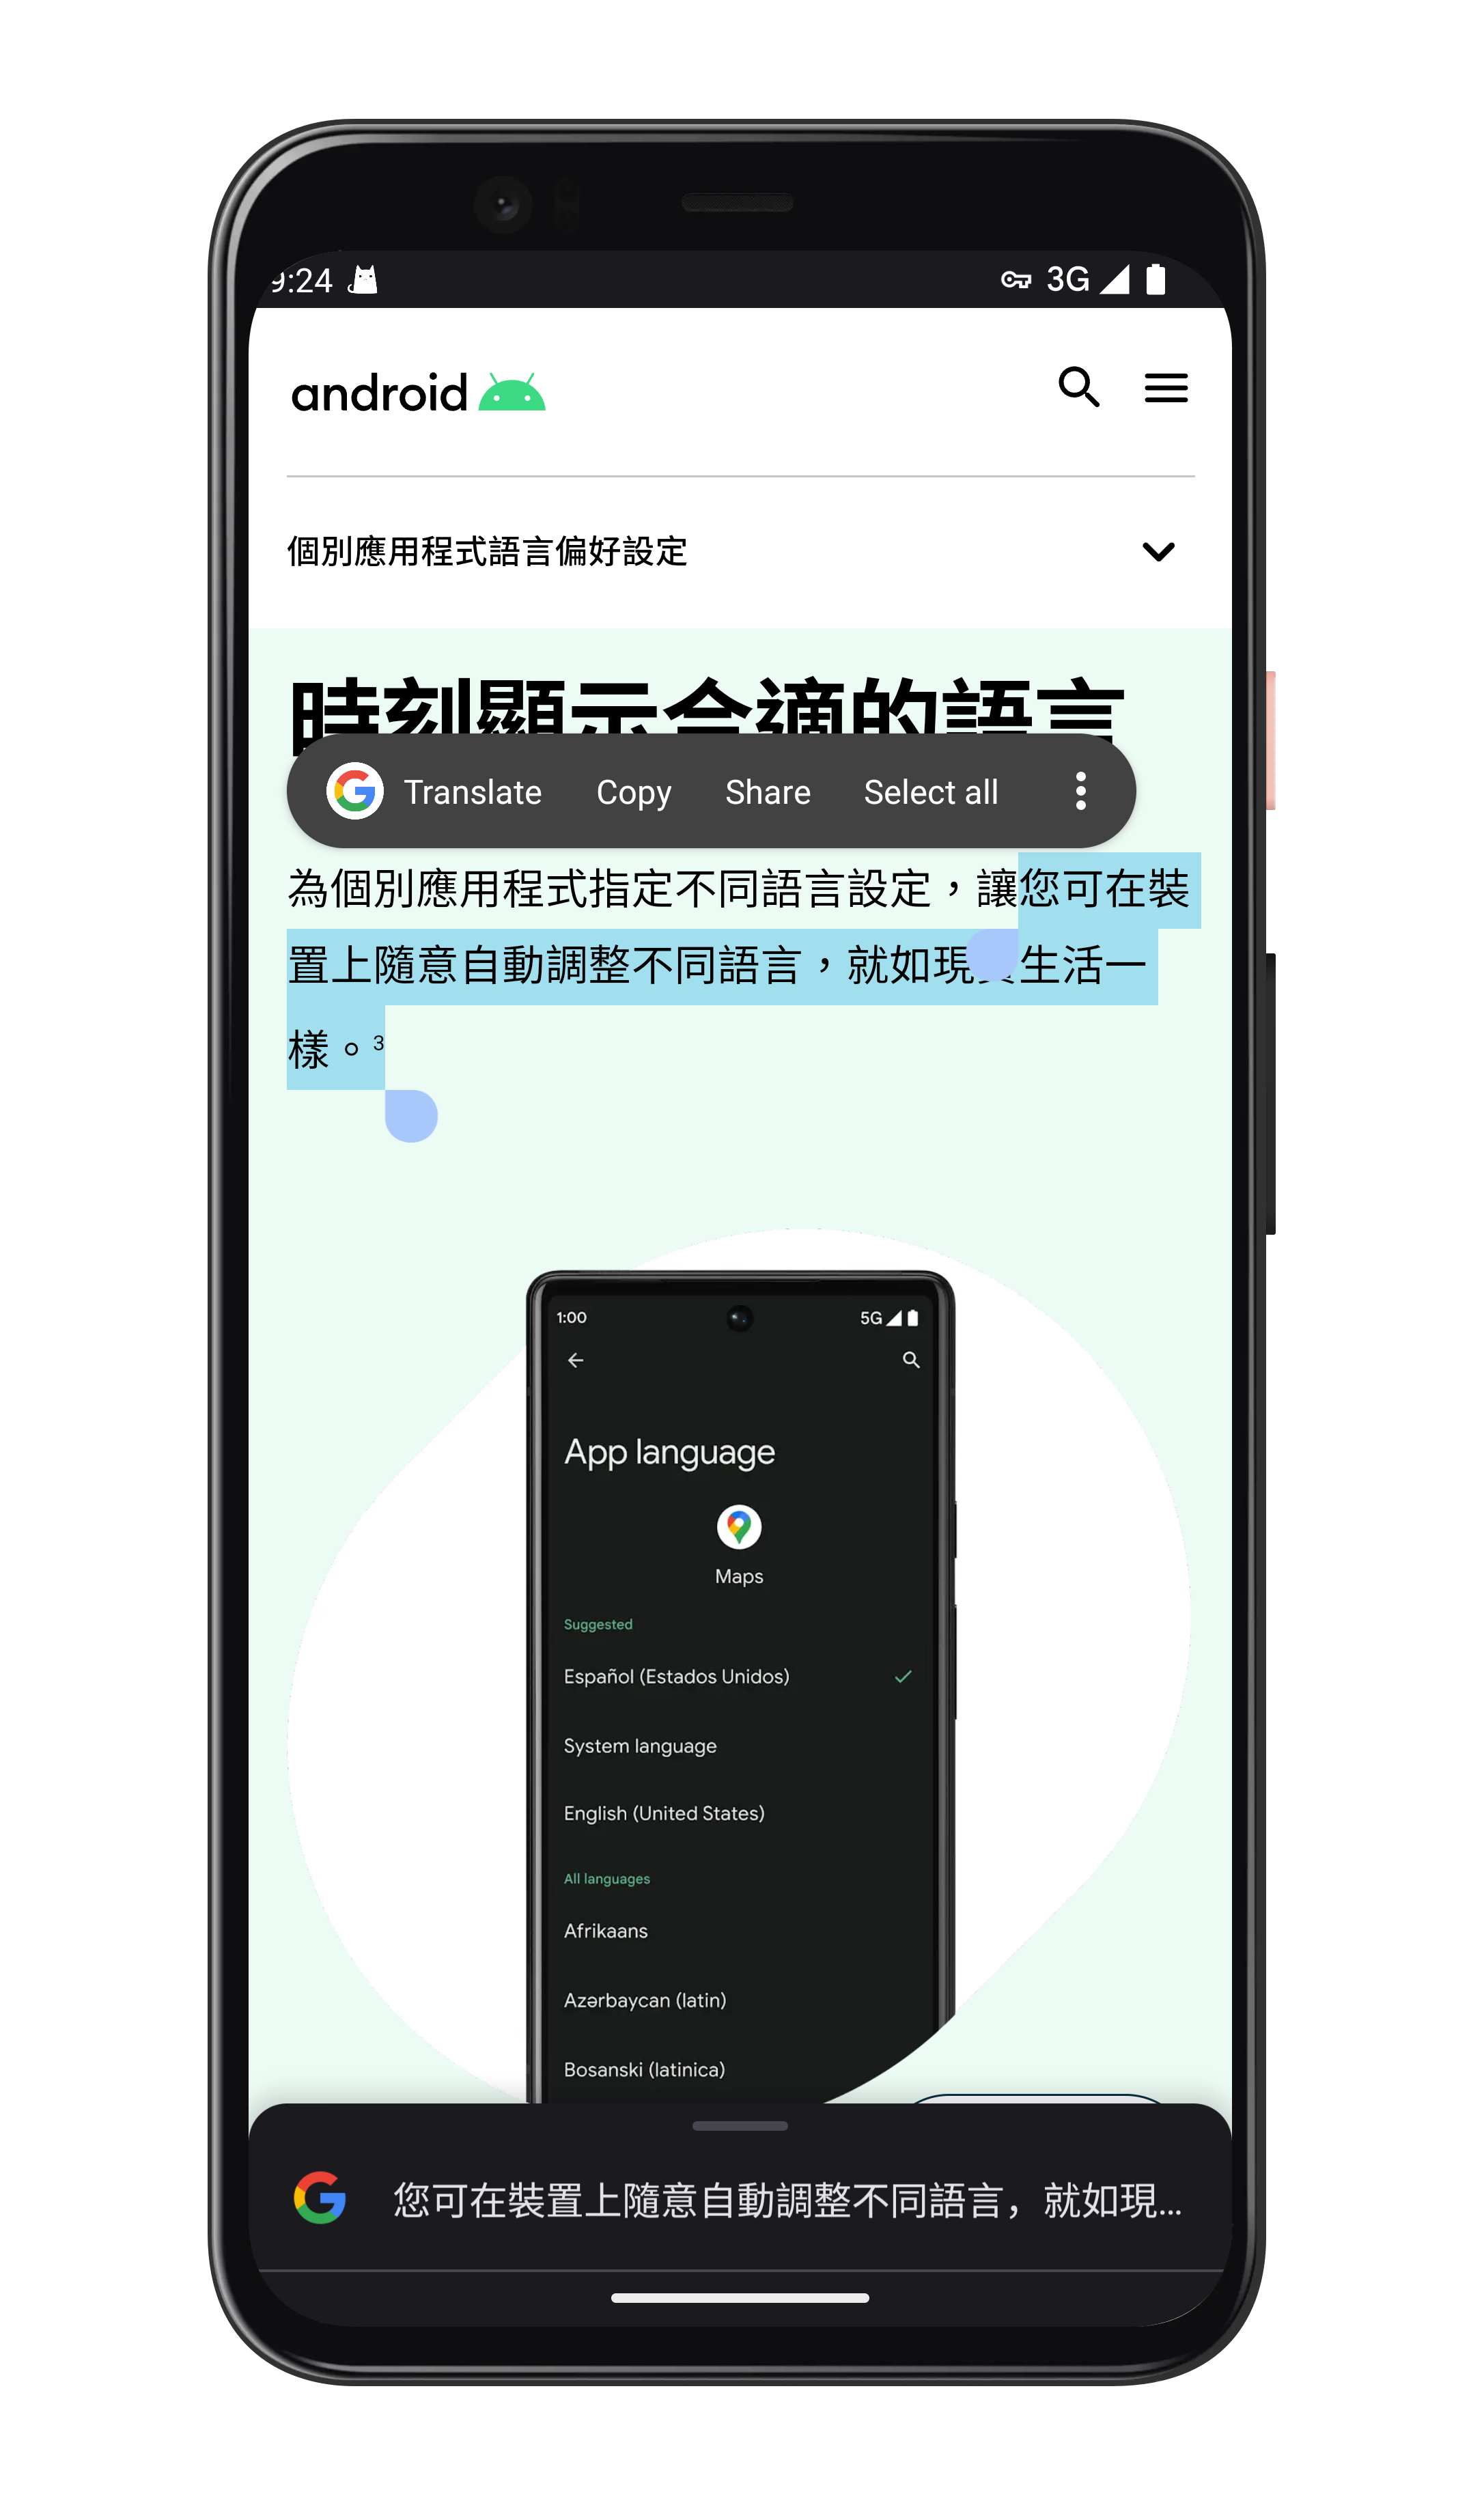 9:24 3G
android
個別應用程式語言偏好設定
時刻顯示合適的語言
Translate Copy Share Select all
為個別應用程式指定不同語言設定，讓您可在裝
置上隨意自動調整不同語言，就如現實生活一
樣。3
1:00 5G
App language
Maps
Suggested
Español (Estados Unidos)
System language
English (United States)
All languages
Afrikaans
Azərbaycan (latin)
Bosanski (latinica)
您可在裝置上隨意自動調整不同語言，就如現...